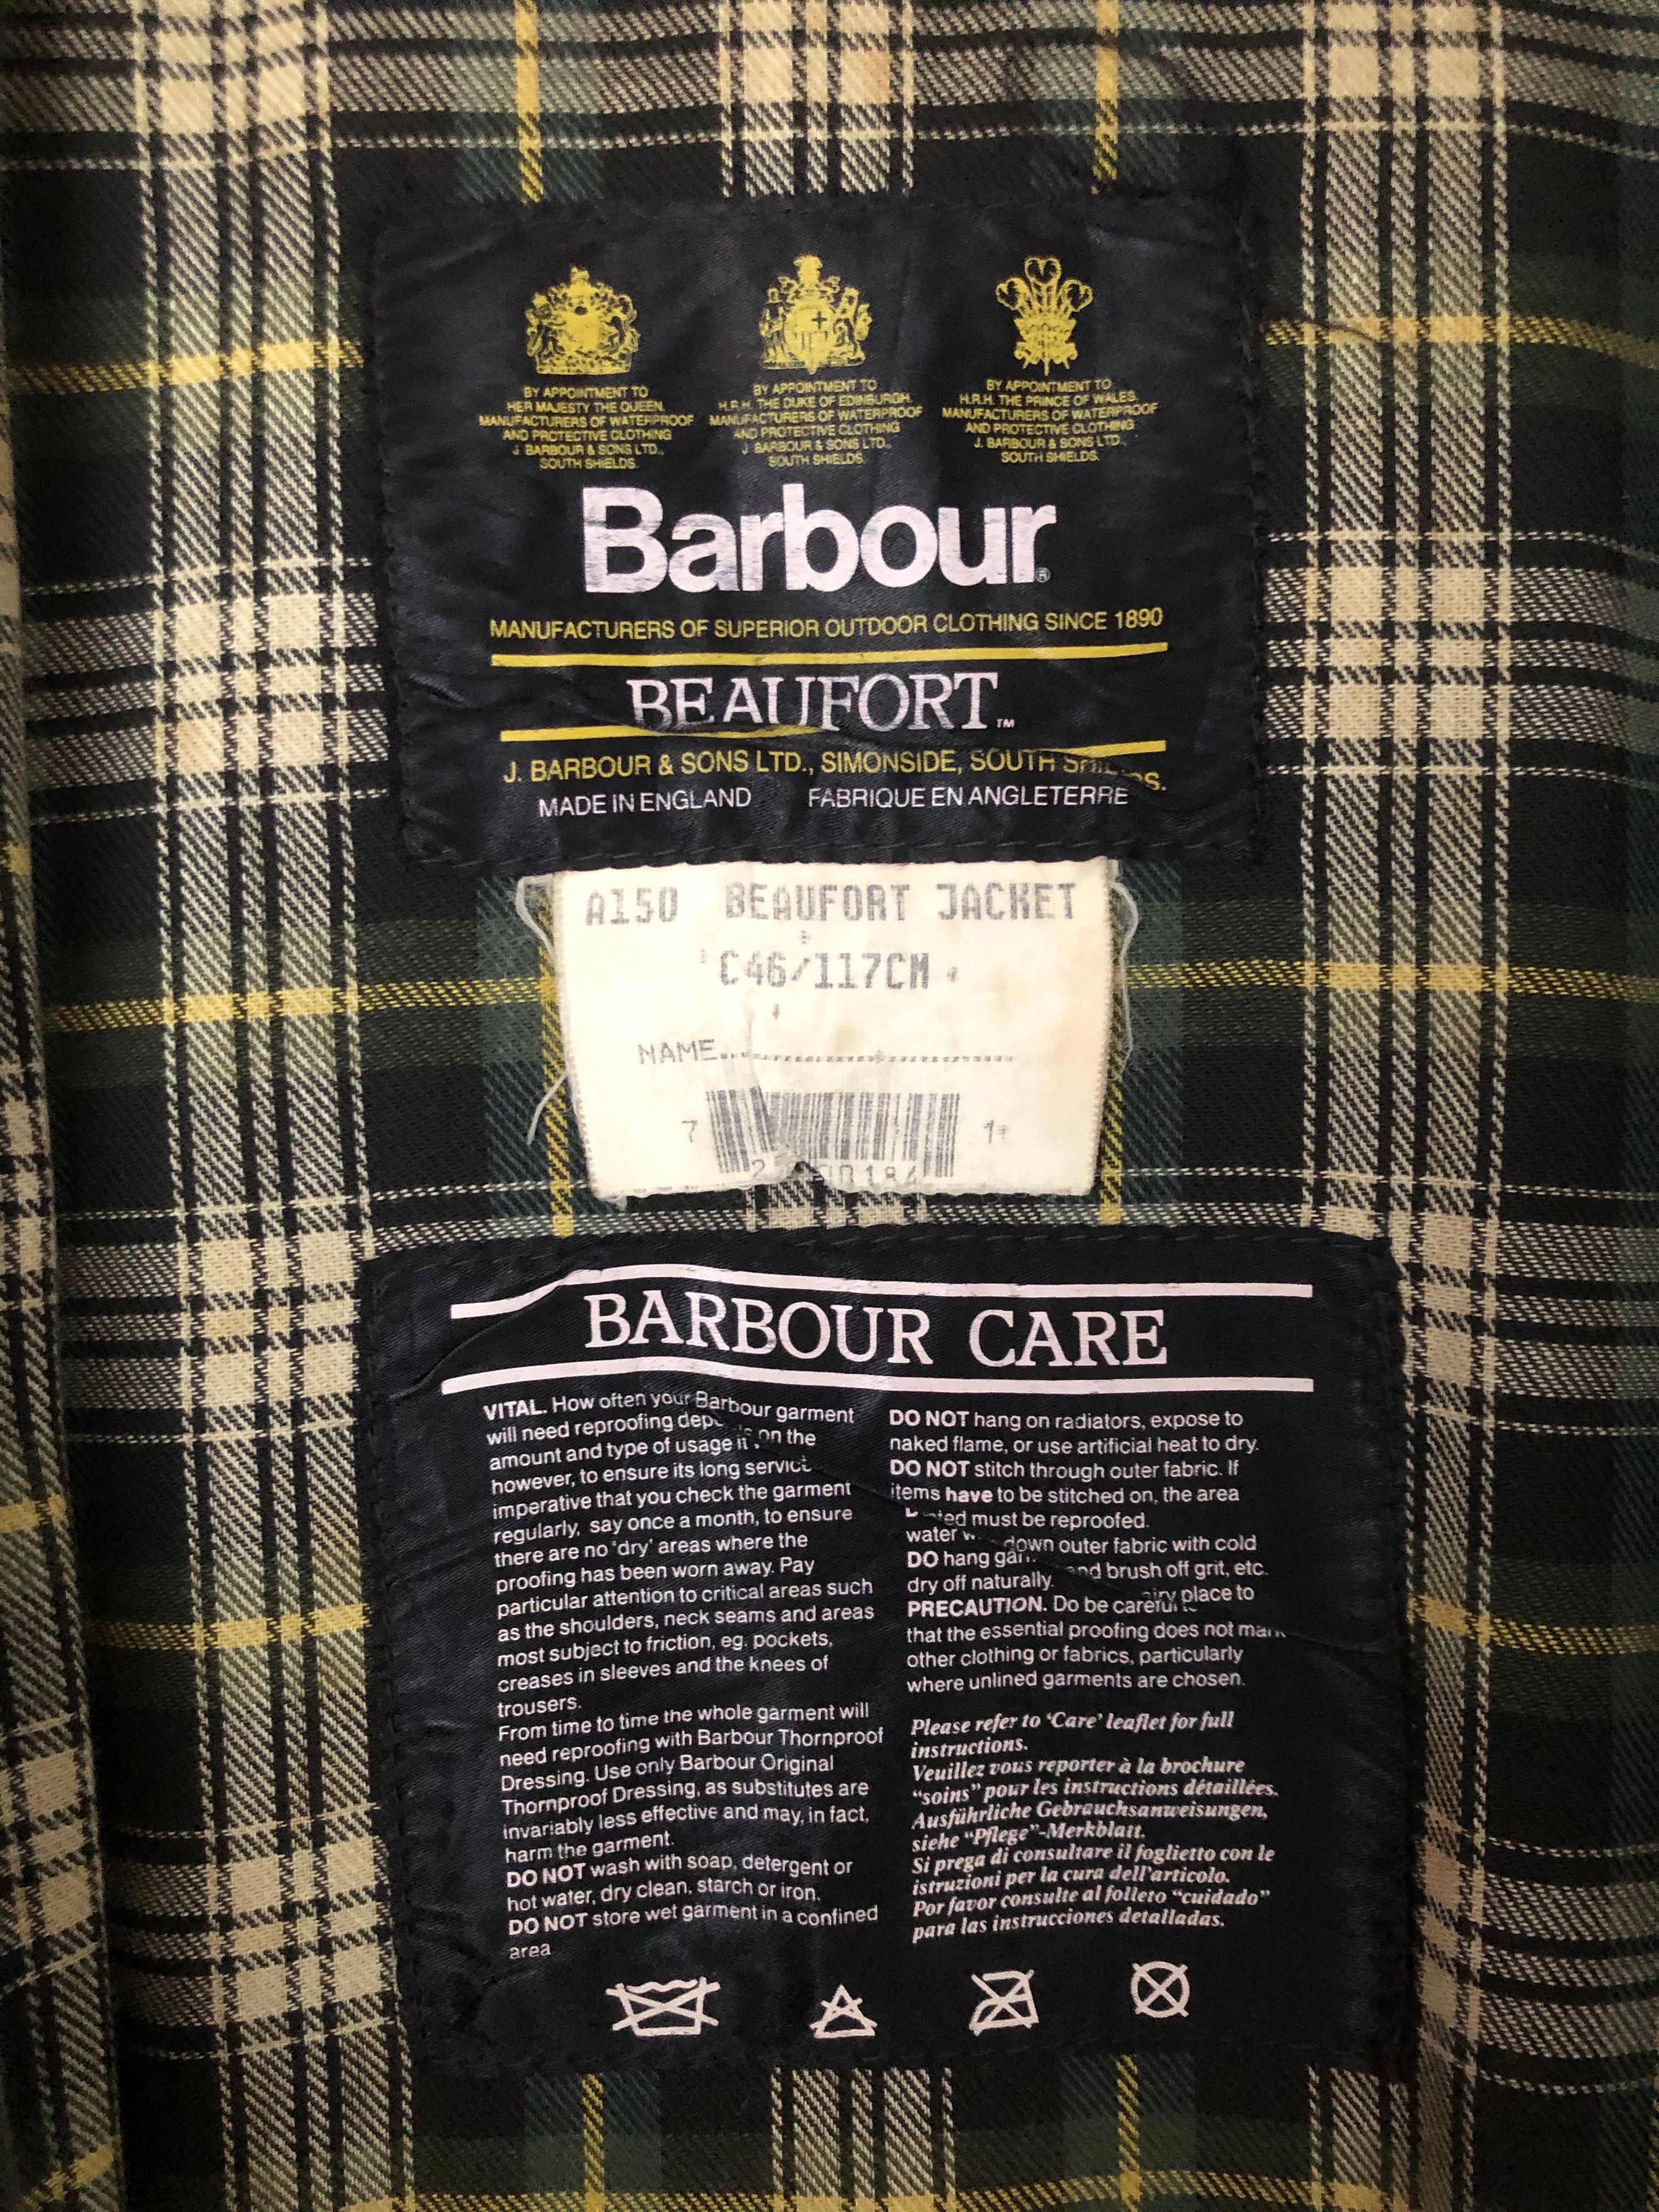 BY APPOINTMENT TO
HER MAJESTY THE QUEEN.
MANUFACTURERS OF WATERPROOF
AND PROTECTIVE CLOTHING
J. BARBOUR & SONS LTD.,
SOUTH SHIELDS.
BY APPOINTMENT TO
H.R.H. THE DUKE OF EDINBURGH.
MANUFACTURERS OF WATERPROOF
AND PROTECTIVE CLOTHING
J. BARBOUR & SONS LTD.,
SOUTH SHIELDS.
BY APPOINTMENT TO
H.R.H. THE PRINCE OF WALES.
MANUFACTURERS OF WATERPROOF
AND PROTECTIVE CLOTHING
J. BARBOUR & SONS LTD.,
SOUTH SHIELDS.
Barbour®
MANUFACTURERS OF SUPERIOR OUTDOOR CLOTHING SINCE 1890
BEAUFORT™
J. BARBOUR & SONS LTD., SIMONSIDE, SOUTH
MADE IN ENGLAND FABRIQUE EN ANGLETERRE
A150 BEAUFORT JACKET
C46/117CM
NAME..............................
7 1
BARBOUR CARE
VITAL. How often your Barbour garment
will need reproofing
amount and type of usage on the
however, to ensure its long
imperative that you check the garment
regularly, say once a month, to ensure
there are no 'dry' areas where the
proofing has been worn away. Pay
particular attention to critical areas such
as the shoulders, neck seams and areas
most subject to friction, eg. pockets,
creases in sleeves and the knees of
trousers.
From time to time the whole garment will
need reproofing with Barbour Thornproof
Dressing. Use only Barbour Original
Thornproof Dressing, as substitutes are
invariably less effective and may, in fact,
harm the garment.
DO NOT wash with soap, detergent or
hot water, dry clean, starch or iron.
DO NOT store wet garment in a confined
area
DO NOT hang on radiators, expose to
naked flame, or use artificial heat to dry.
DO NOT stitch through outer fabric. If
items have to be stitched on, the area
must be reproofed.
down outer fabric with cold
water and brush off grit, etc.
DO hang airy place to
dry off naturally.
PRECAUTION. Do be careful
that the essential proofing does not
other clothing or fabrics, particularly
where unlined garments are chosen.
Please refer to 'Care' leaflet for full
instructions.
Veuillez vous reporter à la brochure
"soins" pour les instructions détaillées.
Ausführliche Gebrauchsanweisungen,
siehe "Pflege"-Merkblatt.
Si prega di consultare il foglietto con le
istruzioni per la cura dell'articolo.
Por favor consulte al folleto "cuidado"
para las instrucciones detalladas.